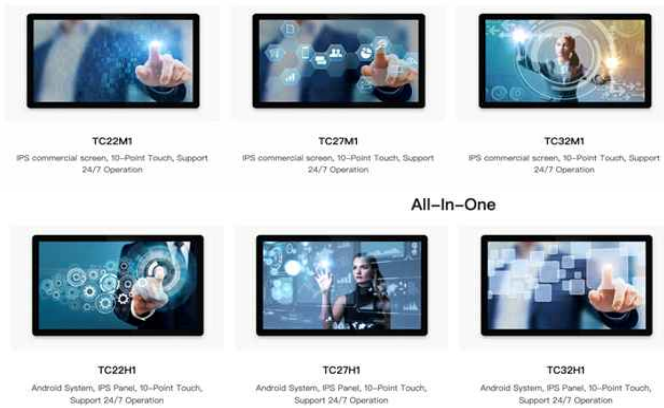 TC22M1
IPS commercial screen, 10-Point Touch, Support
24/7 Operation
TC27M1
IPS commercial screen, 10-Point Touch, Support
24/7 Operation
TC32M1
IPS commercial screen, 10-Point Touch, Support
24/7 Operation
All-In-One
TC22H1
Android System, IPS Panel, 10-Point Touch,
Support 24/7 Operation
TC27H1
Android System, IPS Panel, 10-Point Touch,
Support 24/7 Operation
TC32H1
Android System, IPS Panel, 10-Point Touch,
Support 24/7 Operation